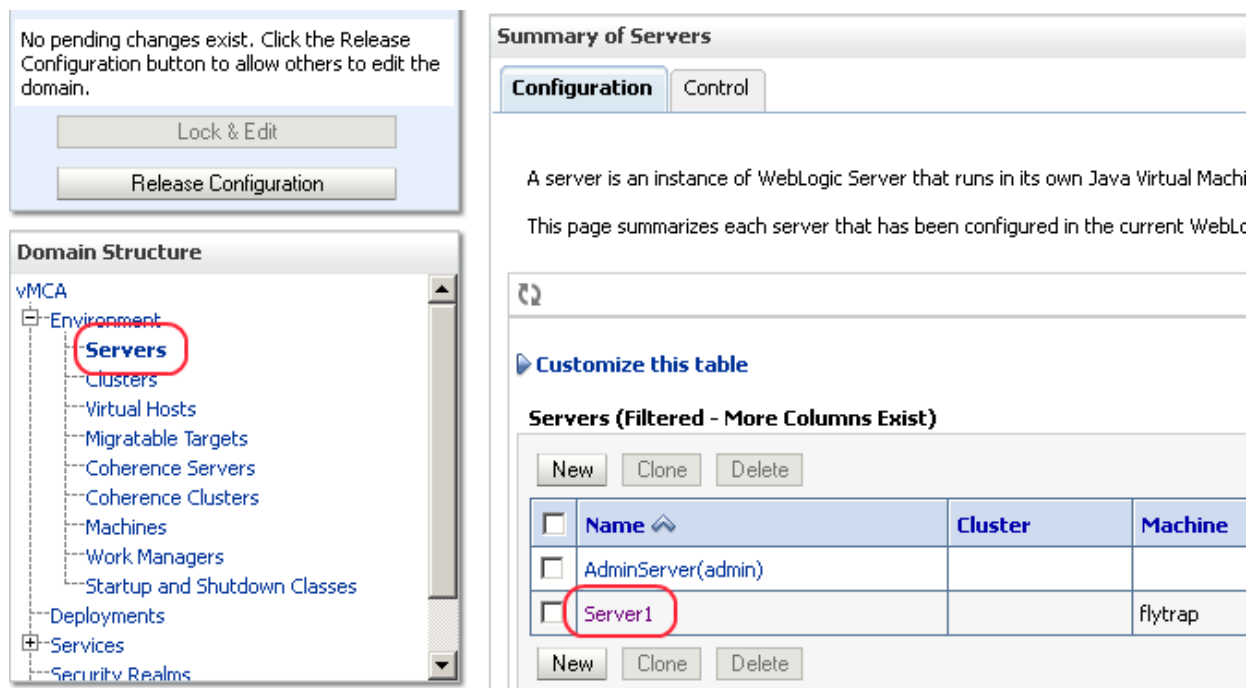 No pending changes exist. Click the Release
Configuration button to allow others to edit the
domain.
Lock & Edit
Release Configuration
Domain Structure
vMCA
Environment
Servers
Clusters
Virtual Hosts
Migratable Targets
Coherence Servers
Coherence Clusters
Machines
Work Managers
Startup and Shutdown Classes
Deployments
Services
Security Realms
Summary of Servers
Configuration Control
A server is an instance of WebLogic Server that runs in its own Java Virtual Machi
This page summarizes each server that has been configured in the current WebLo
Customize this table
Servers (Filtered - More Columns Exist)
New Clone Delete
Name Cluster Machine
AdminServer(admin)
Server1 flytrap
New Clone Delete